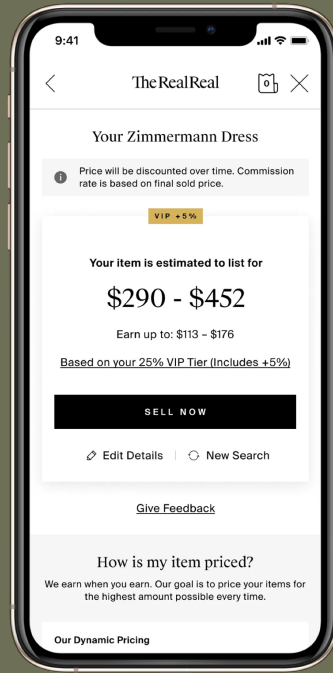 9:41
The RealReal
0
Your Zimmermann Dress
Price will be discounted over time. Commission
rate is based on final sold price.
VIP +5%
Your item is estimated to list for
$290 - $452
Earn up to: $113 – $176
Based on your 25% VIP Tier (Includes +5%)
SELL NOW
Edit Details
New Search
Give Feedback
How is my item priced?
We earn when you earn. Our goal is to price your items for
the highest amount possible every time.
Our Dynamic Pricing